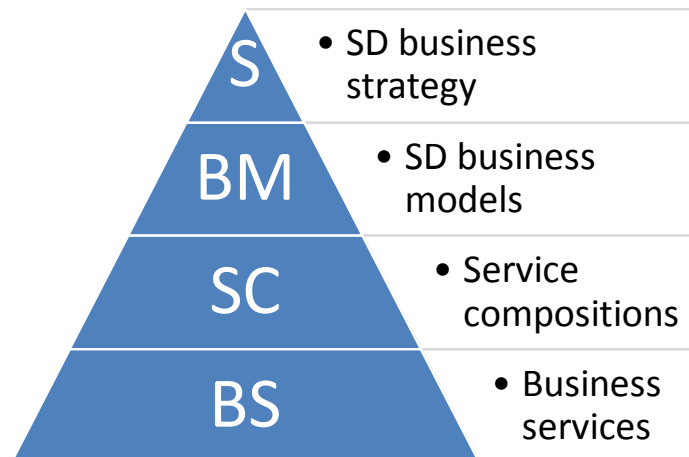 S
• SD business
strategy
BM
• SD business
models
SC
• Service
compositions
BS
• Business
services